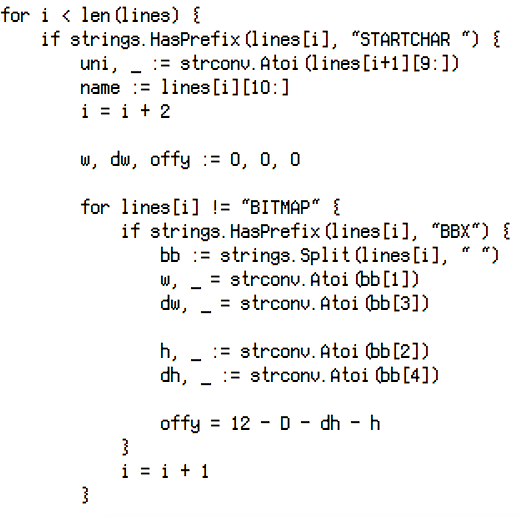 for i < len(lines) {
    if strings.HasPrefix(lines[i], "STARTCHAR ") {
        uni, _ := strconv.Atoi(lines[i+1][9:])
        name := lines[i][10:]
        i = i + 2

        w, dw, offy := 0, 0, 0

        for lines[i] != "BITMAP" {
            if strings.HasPrefix(lines[i], "BBX") {
                bb := strings.Split(lines[i], " ")
                w, _ = strconv.Atoi(bb[1])
                dw, _ = strconv.Atoi(bb[3])

                h, _ := strconv.Atoi(bb[2])
                dh, _ := strconv.Atoi(bb[4])

                offy = 12 - D - dh - h
            }
            i = i + 1
        }